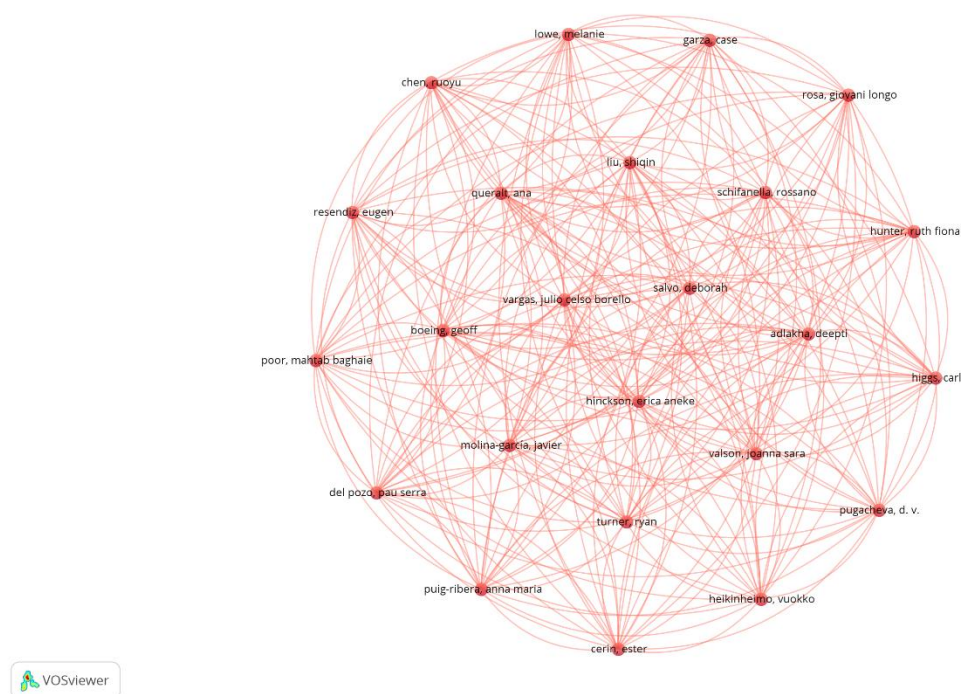 lowe, melanie
garza, case
chen, ruoyu
rosa, giovani longo
liu, shiqin
queralt, ana
schifanella, rossano
resendiz, eugen
hunter, ruth fiona
salvo, deborah
vargas, julio celso borello
boeing, geoff
adlakha, deepti
poor, mahtab baghaie
higgs, carl
hinckson, erica aneke
molina-garcía, javier
valson, joanna sara
del pozo, pau serra
pugacheva, d. v.
turner, ryan
puig-ribera, anna maria
heikinheimo, vuokko
cerin, ester
VOSviewer